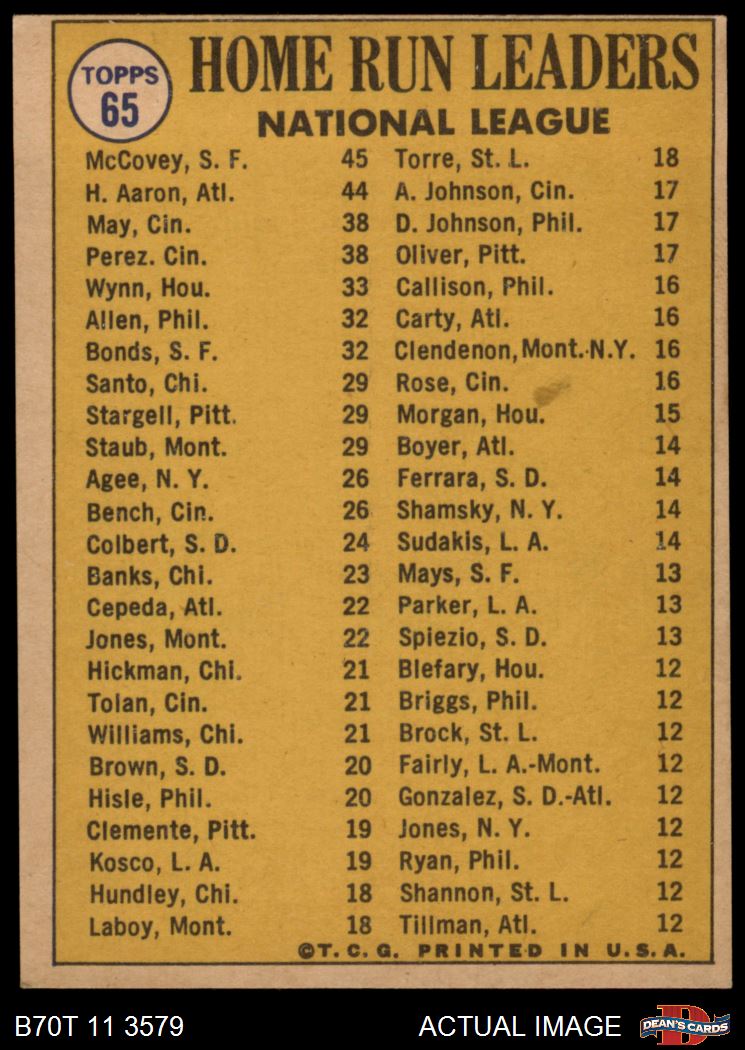 TOPPS
65
HOME RUN LEADERS
NATIONAL LEAGUE
McCovey, S. F. 45
H. Aaron, Atl. 44
May, Cin. 38
Perez. Cin. 38
Wynn, Hou. 33
Allen, Phil. 32
Bonds, S. F. 32
Santo, Chi. 29
Stargell, Pitt. 29
Staub, Mont. 29
Agee, N. Y. 26
Bench, Cin. 26
Colbert, S. D. 24
Banks, Chi. 23
Cepeda, Atl. 22
Jones, Mont. 22
Hickman, Chi. 21
Tolan, Cin. 21
Williams, Chi. 21
Brown, S. D. 20
Hisle, Phil. 20
Clemente, Pitt. 19
Kosco, L. A. 19
Hundley, Chi. 18
Laboy, Mont. 18
Torre, St. L. 18
A. Johnson, Cin. 17
D. Johnson, Phil. 17
Oliver, Pitt. 17
Callison, Phil. 16
Carty, Atl. 16
Clendenon, Mont.-N.Y. 16
Rose, Cin. 16
Morgan, Hou. 15
Boyer, Atl. 14
Ferrara, S. D. 14
Shamsky, N. Y. 14
Sudakis, L. A. 14
Mays, S. F. 13
Parker, L. A. 13
Spiezio, S. D. 13
Blefary, Hou. 12
Briggs, Phil. 12
Brock, St. L. 12
Fairly, L. A.-Mont. 12
Gonzalez, S. D.-Atl. 12
Jones, N. Y. 12
Ryan, Phil. 12
Shannon, St. L. 12
Tillman, Atl. 12
©T. C. G. PRINTED IN U. S. A.
B70T 11 3579
ACTUAL IMAGE
DEAN'S CARDS